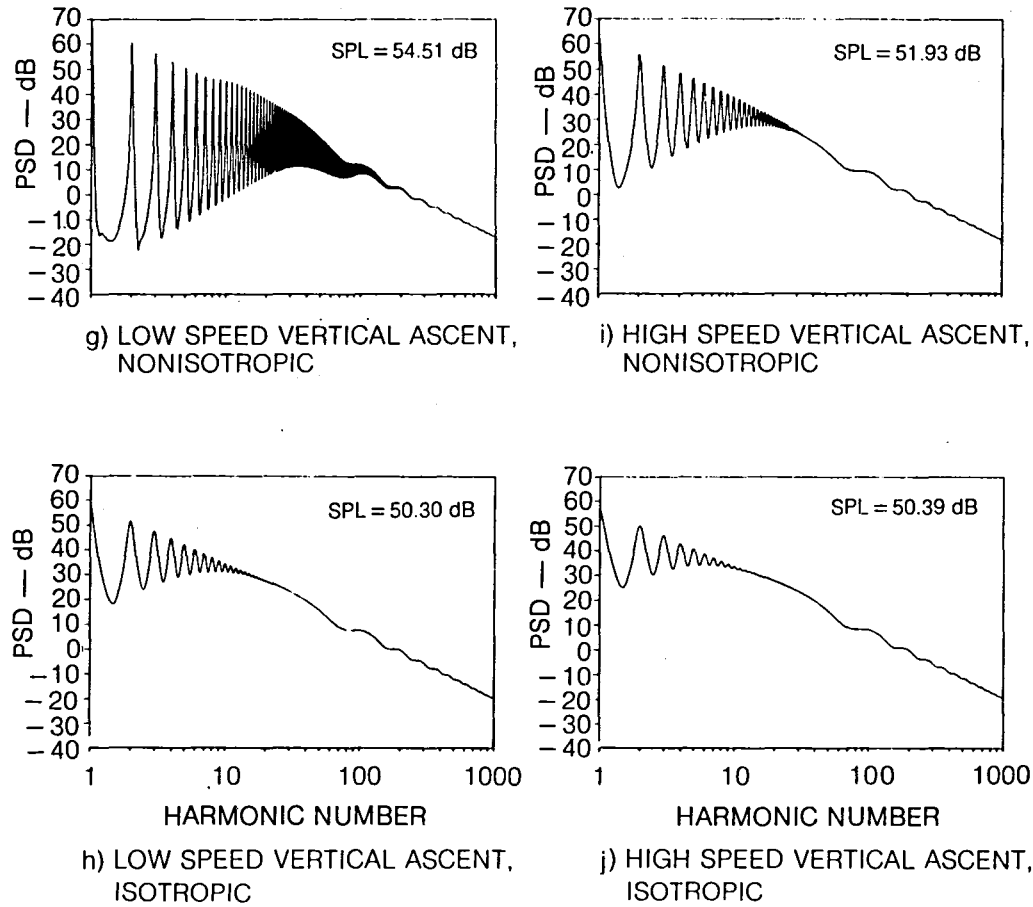 70
60
50
40
30
20
10
0
– 10
– 20
– 30
– 40
PSD — dB
SPL = 54.51 dB
g) LOW SPEED VERTICAL ASCENT,
NONISOTROPIC
70
60
50
40
30
20
10
0
– 10
– 20
– 30
– 40
PSD — dB
SPL = 51.93 dB
i) HIGH SPEED VERTICAL ASCENT,
NONISOTROPIC
70
60
50
40
30
20
10
0
– 10
– 20
– 30
– 40
PSD — dB
SPL = 50.30 dB
1 10 100 1000
HARMONIC NUMBER
h) LOW SPEED VERTICAL ASCENT,
ISOTROPIC
70
60
50
40
30
20
10
0
– 10
– 20
– 30
– 40
PSD — dB
SPL = 50.39 dB
1 10 100 1000
HARMONIC NUMBER
j) HIGH SPEED VERTICAL ASCENT,
ISOTROPIC